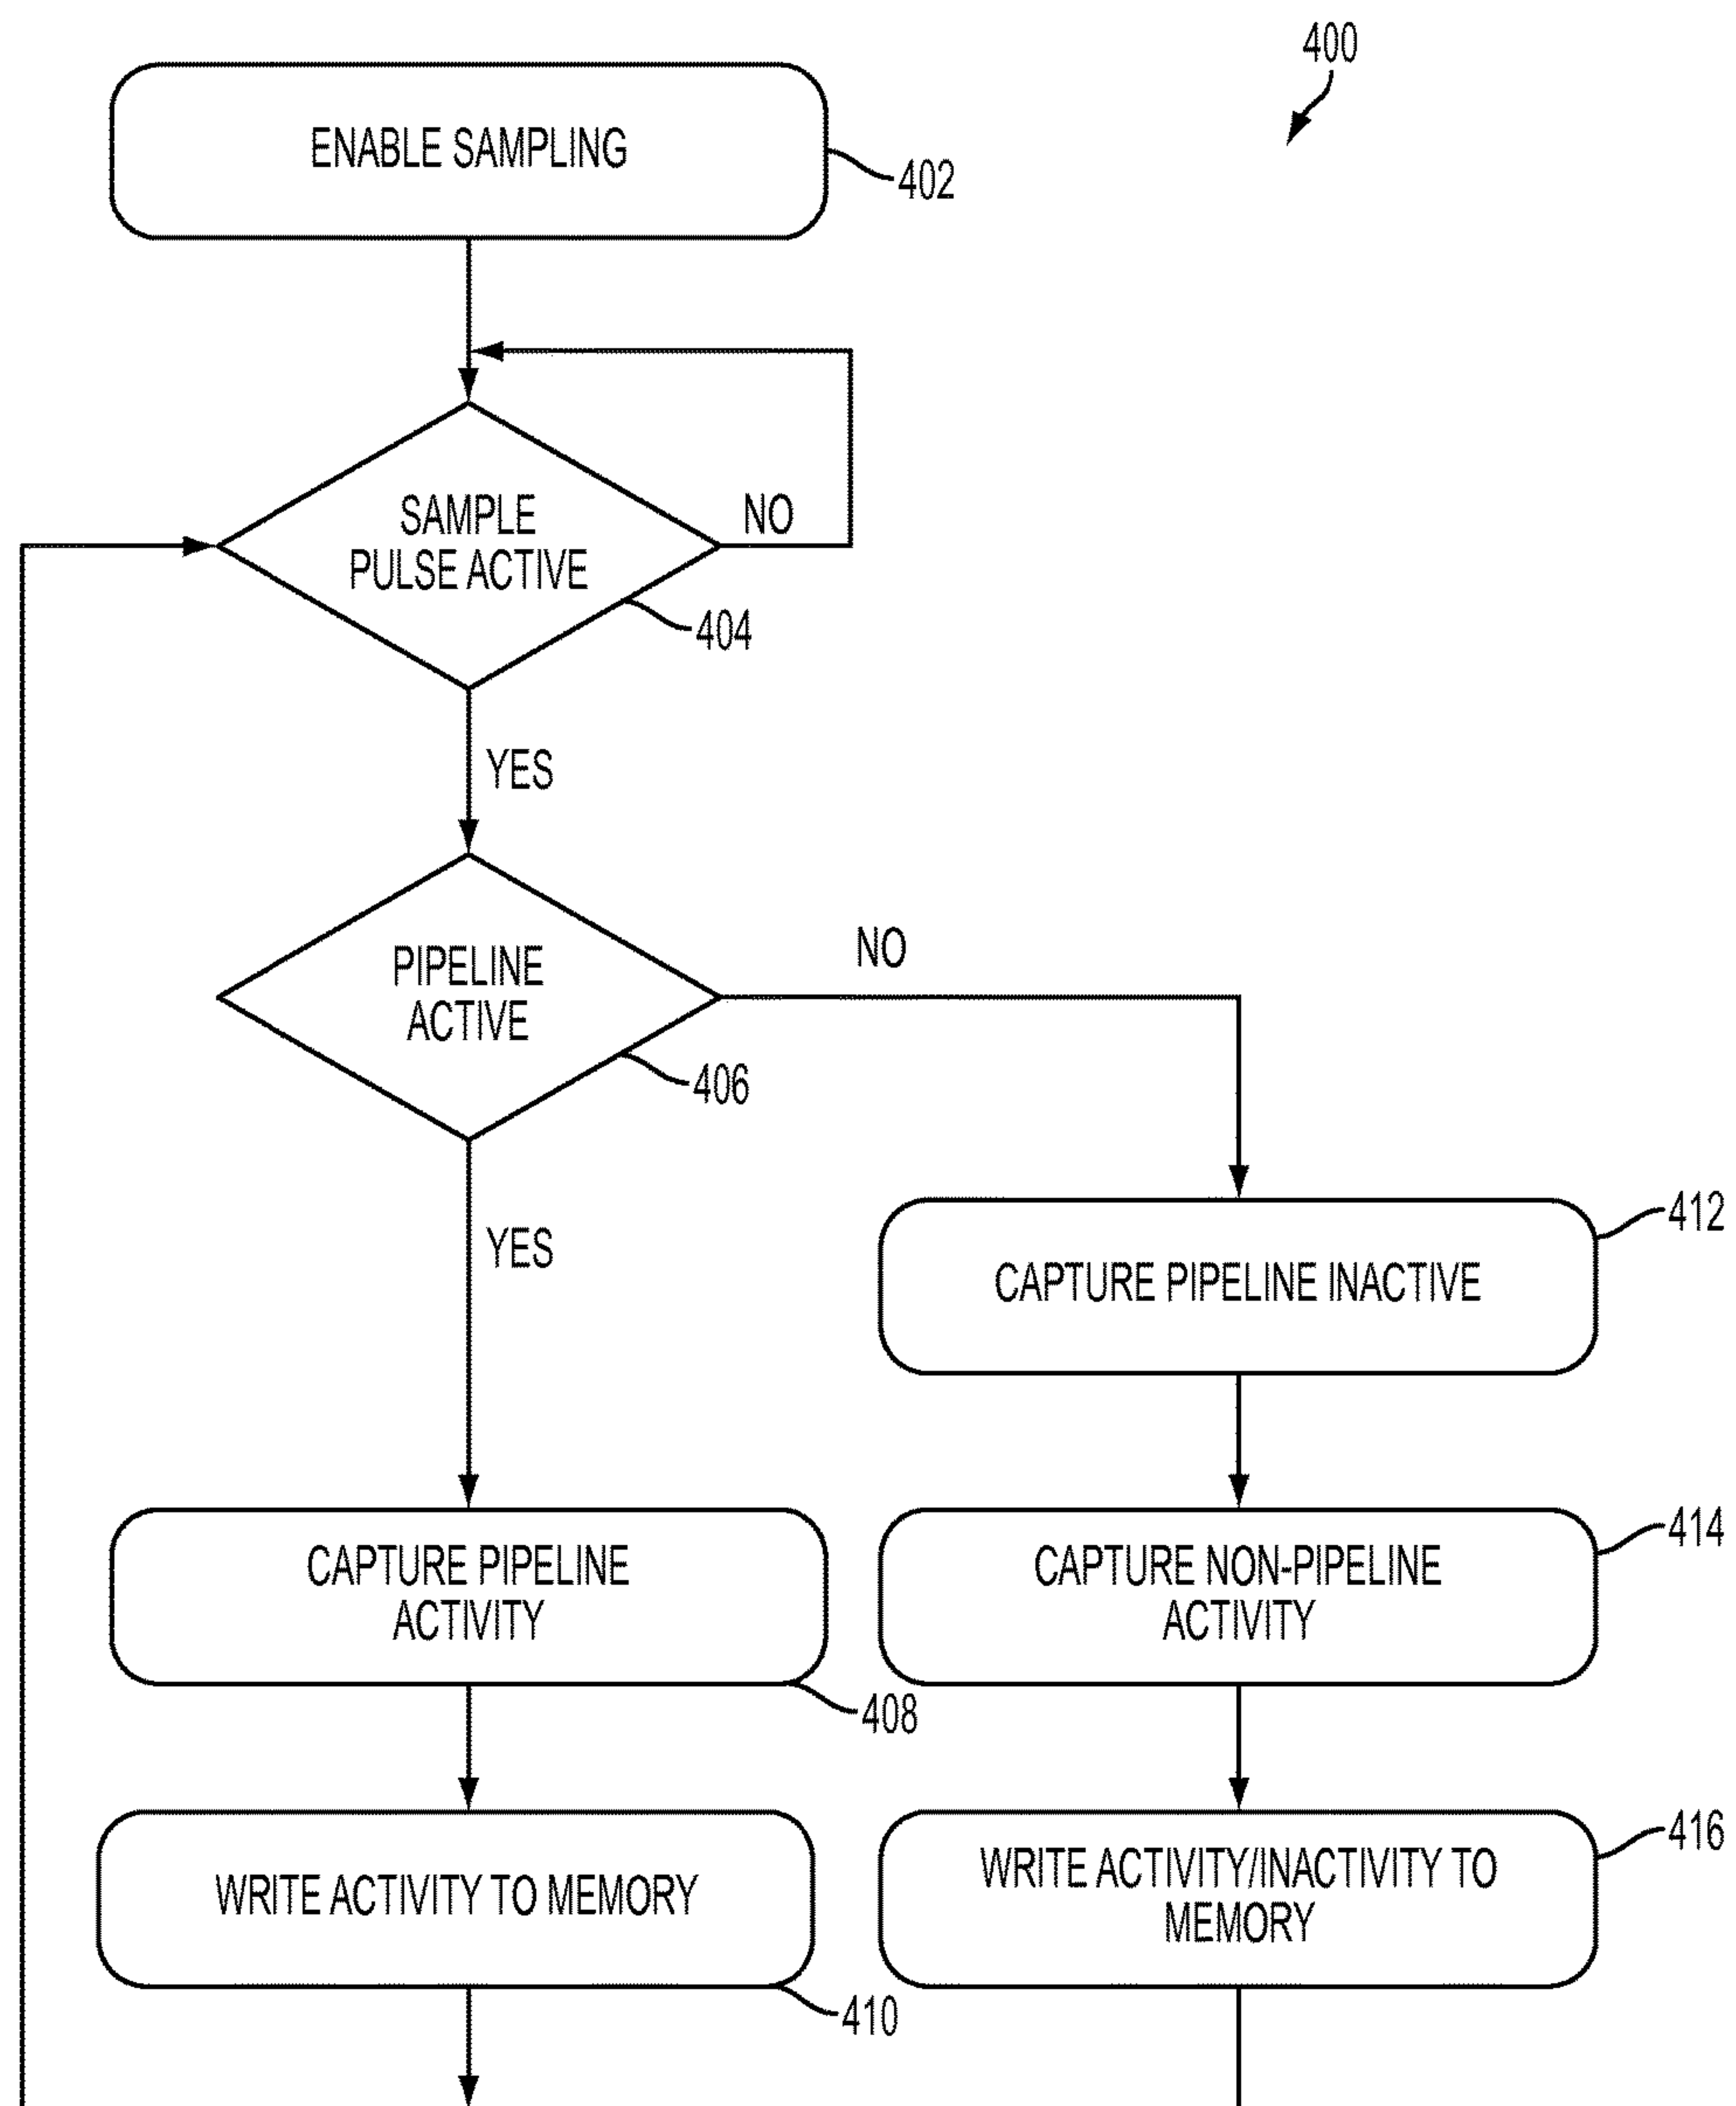 400
ENABLE SAMPLING
402
SAMPLE
PULSE ACTIVE
NO
404
YES
PIPELINE
ACTIVE
NO
406
YES
412
CAPTURE PIPELINE INACTIVE
CAPTURE PIPELINE
ACTIVITY
408
414
CAPTURE NON-PIPELINE
ACTIVITY
WRITE ACTIVITY TO MEMORY
410
416
WRITE ACTIVITY/INACTIVITY TO
MEMORY